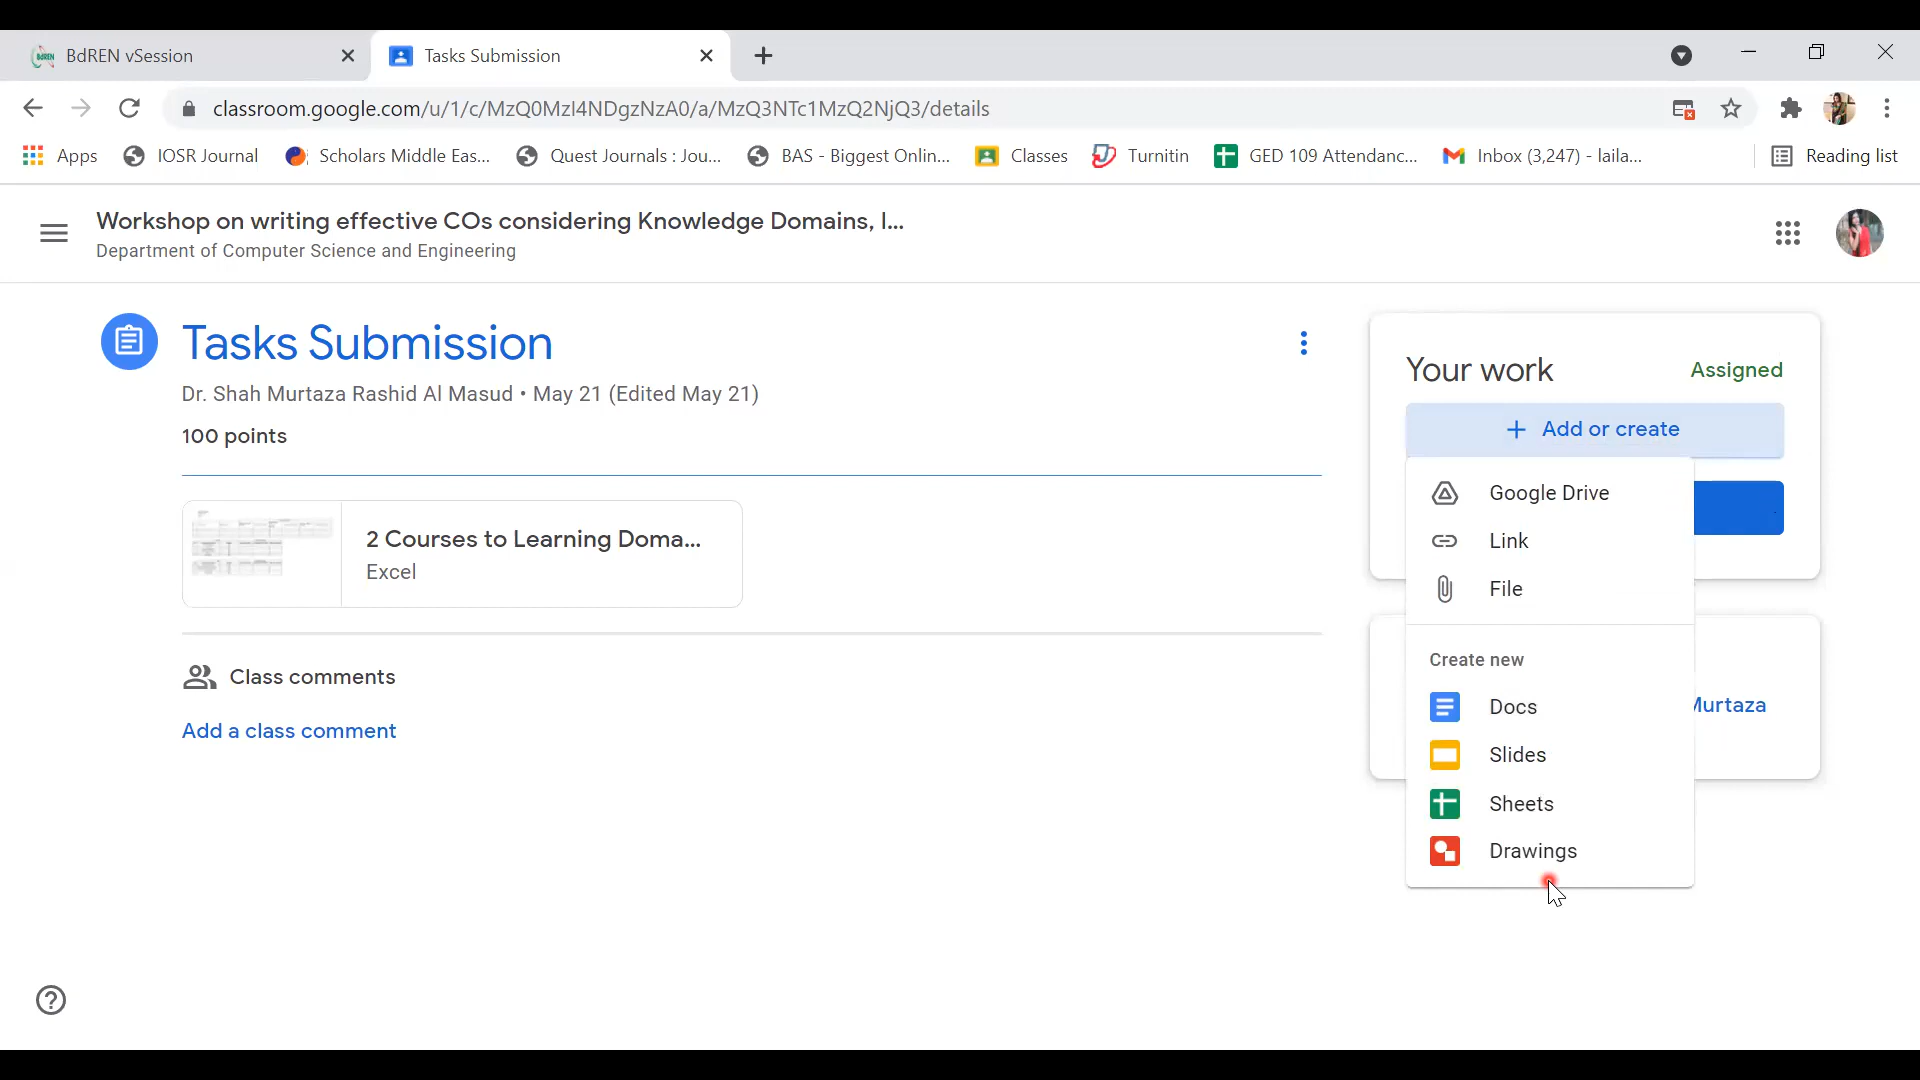 BdREN vSession
Tasks Submission
classroom.google.com/u/1/c/MzQ0MzI4NDgzNzA0/a/MzQ3NTc1MzQ2NjQ3/details
Apps
IOSR Journal
Scholars Middle Eas...
Quest Journals : Jou...
BAS - Biggest Onlin...
Classes
Turnitin
GED 109 Attendanc...
Inbox (3,247) - laila...
Reading list
Workshop on writing effective COs considering Knowledge Domains, I...
Department of Computer Science and Engineering
Tasks Submission
Dr. Shah Murtaza Rashid Al Masud • May 21 (Edited May 21)
100 points
2 Courses to Learning Doma...
Excel
Class comments
Add a class comment
Your work
Assigned
+ Add or create
Google Drive
Link
File
Create new
Docs
Slides
Sheets
Drawings
Murtaza